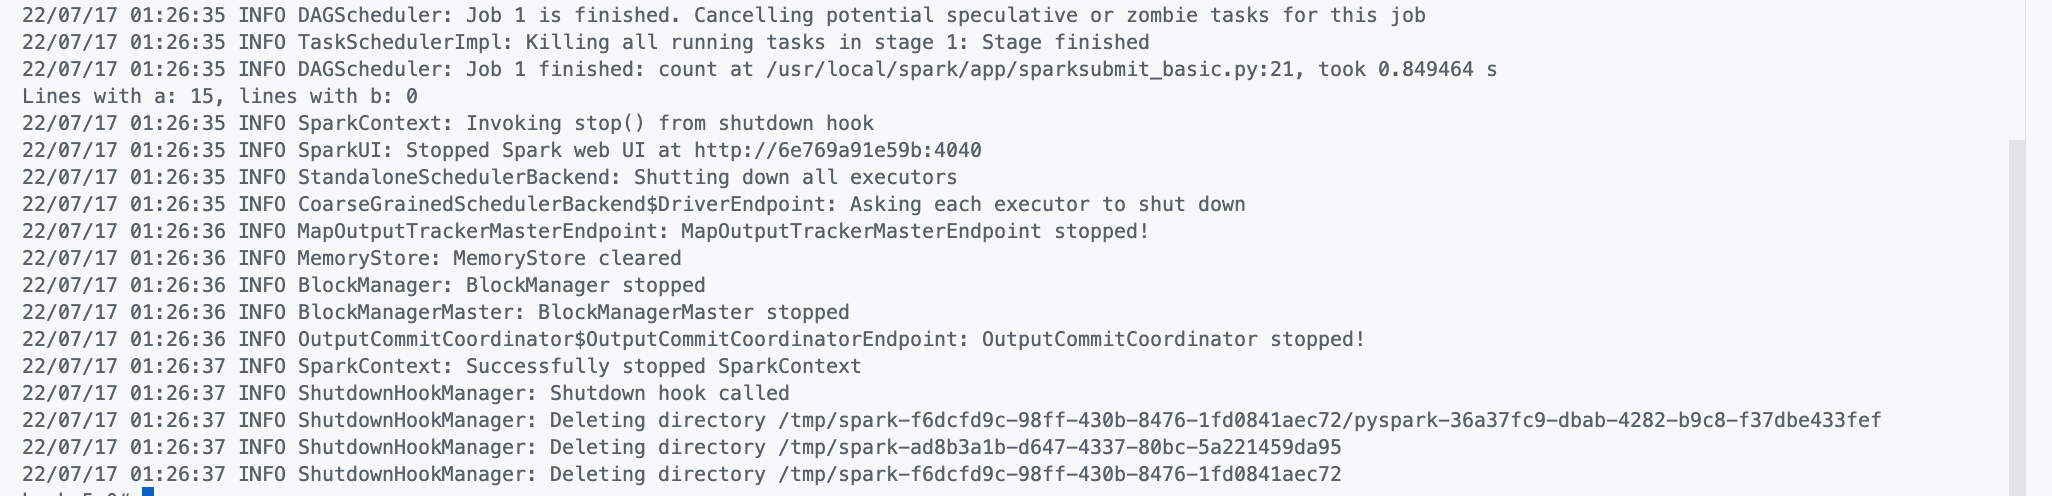 22/07/17 01:26:35 INFO DAGScheduler: Job 1 is finished. Cancelling potential speculative or zombie tasks for this job
22/07/17 01:26:35 INFO TaskSchedulerImpl: Killing all running tasks in stage 1: Stage finished
22/07/17 01:26:35 INFO DAGScheduler: Job 1 finished: count at /usr/local/spark/app/sparksubmit_basic.py:21, took 0.849464 s
Lines with a: 15, lines with b: 0
22/07/17 01:26:35 INFO SparkContext: Invoking stop() from shutdown hook
22/07/17 01:26:35 INFO SparkUI: Stopped Spark web UI at http://6e769a91e59b:4040
22/07/17 01:26:35 INFO StandaloneSchedulerBackend: Shutting down all executors
22/07/17 01:26:35 INFO CoarseGrainedSchedulerBackend$DriverEndpoint: Asking each executor to shut down
22/07/17 01:26:36 INFO MapOutputTrackerMasterEndpoint: MapOutputTrackerMasterEndpoint stopped!
22/07/17 01:26:36 INFO MemoryStore: MemoryStore cleared
22/07/17 01:26:36 INFO BlockManager: BlockManager stopped
22/07/17 01:26:36 INFO BlockManagerMaster: BlockManagerMaster stopped
22/07/17 01:26:36 INFO OutputCommitCoordinator$OutputCommitCoordinatorEndpoint: OutputCommitCoordinator stopped!
22/07/17 01:26:37 INFO SparkContext: Successfully stopped SparkContext
22/07/17 01:26:37 INFO ShutdownHookManager: Shutdown hook called
22/07/17 01:26:37 INFO ShutdownHookManager: Deleting directory /tmp/spark-f6dcfd9c-98ff-430b-8476-1fd0841aec72/pyspark-36a37fc9-dbab-4282-b9c8-f37dbe433fef
22/07/17 01:26:37 INFO ShutdownHookManager: Deleting directory /tmp/spark-ad8b3a1b-d647-4337-80bc-5a221459da95
22/07/17 01:26:37 INFO ShutdownHookManager: Deleting directory /tmp/spark-f6dcfd9c-98ff-430b-8476-1fd0841aec72